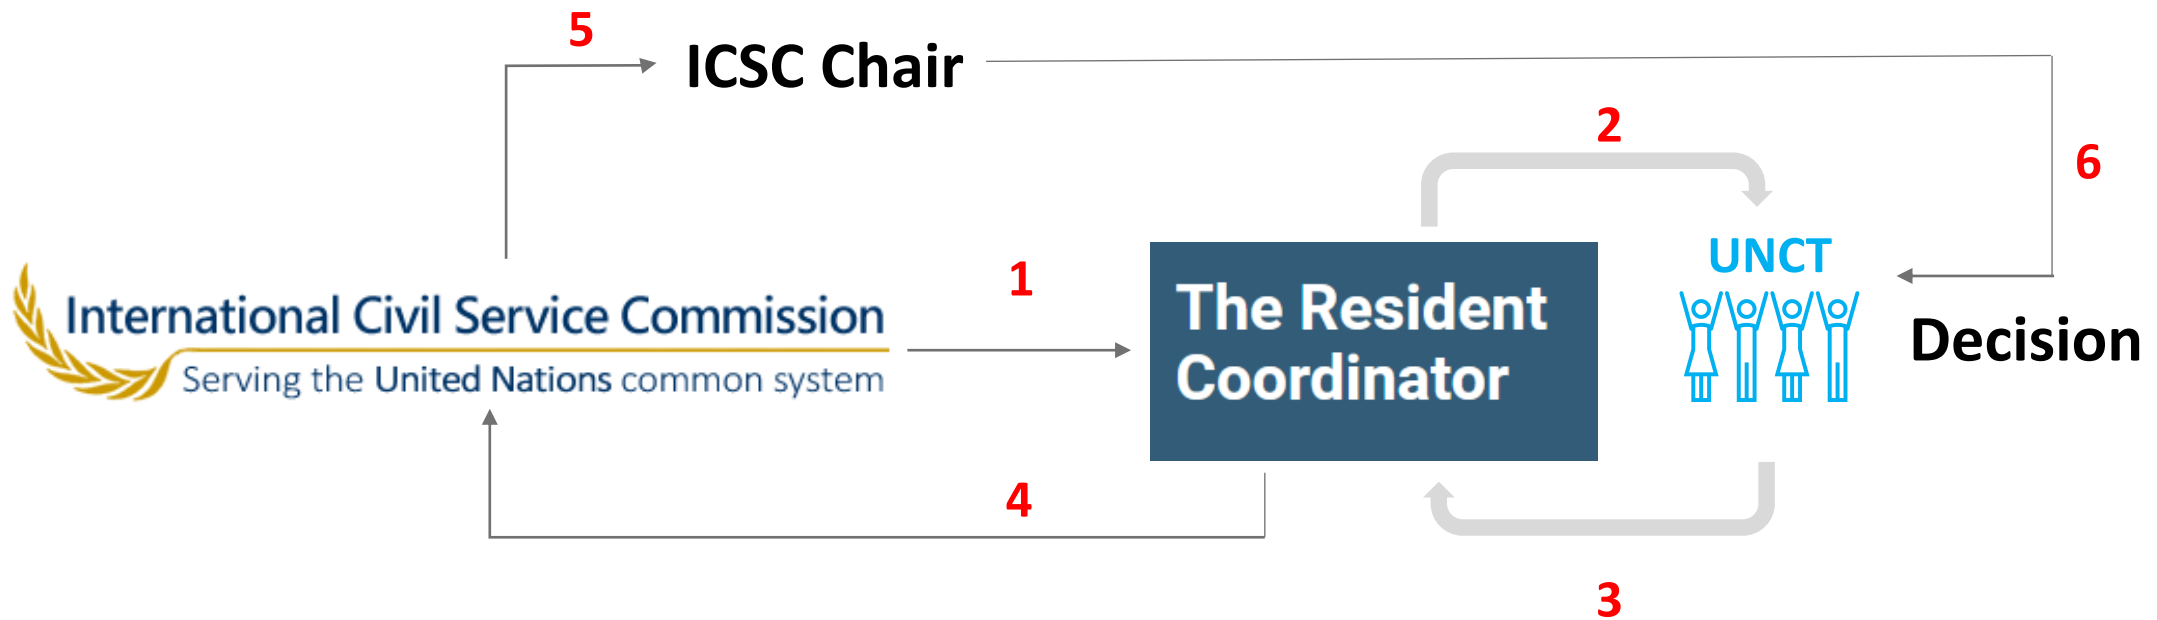 5
ICSC Chair
2
6
UNCT
1
International Civil Service Commission
Serving the United Nations common system
The Resident
Coordinator
Decision
4
3